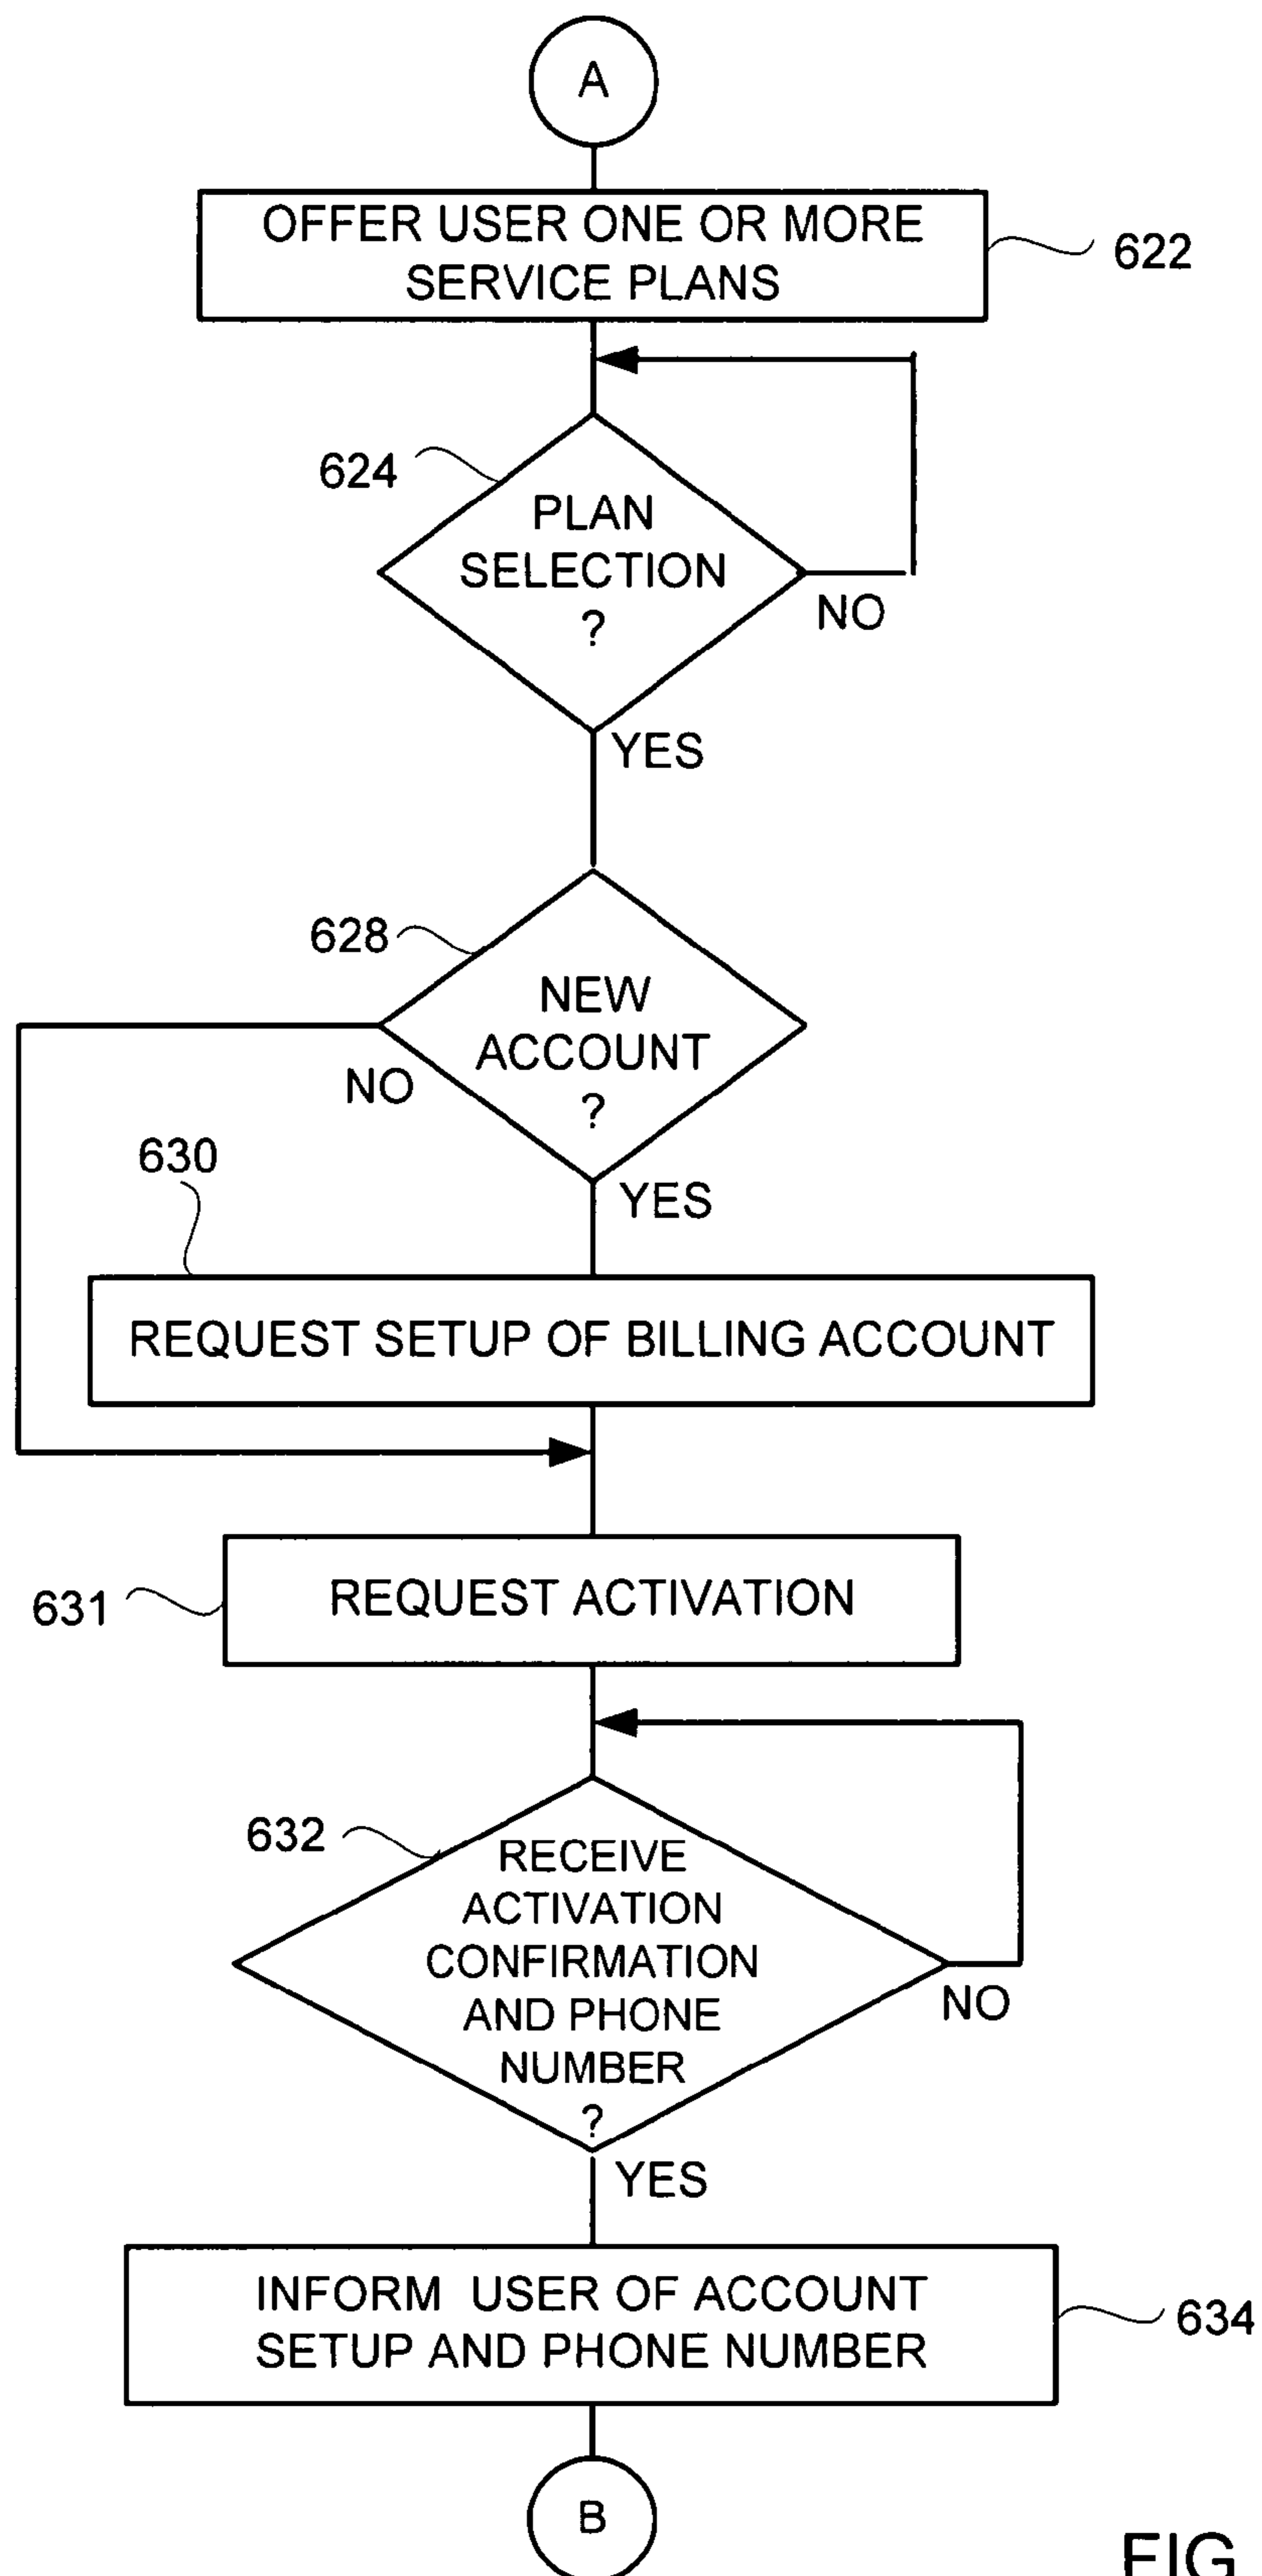 A
OFFER USER ONE OR MORE
SERVICE PLANS
622
624
PLAN
SELECTION
?
NO
YES
628
NEW
ACCOUNT
?
NO
YES
630
REQUEST SETUP OF BILLING ACCOUNT
REQUEST ACTIVATION
631
632
RECEIVE
ACTIVATION
CONFIRMATION
AND PHONE
NUMBER
?
NO
YES
INFORM USER OF ACCOUNT
SETUP AND PHONE NUMBER
634
B
FIG